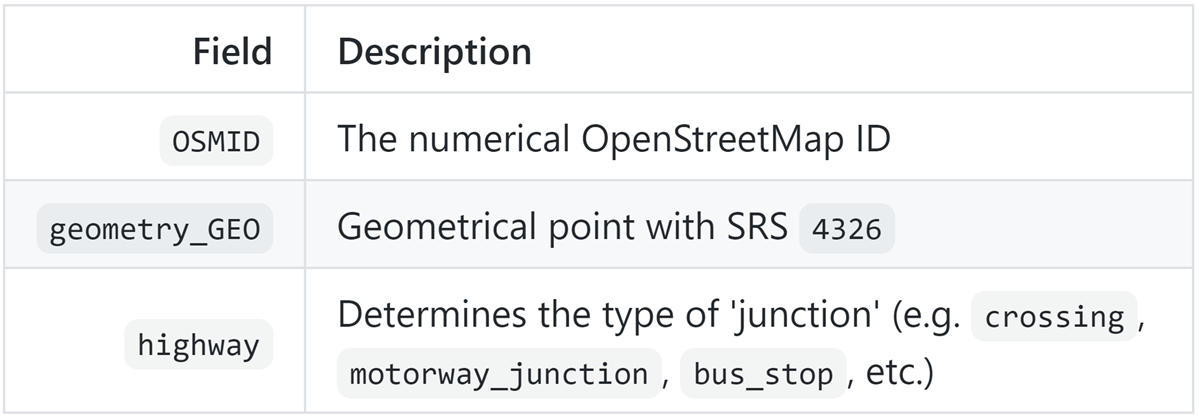 Field Description
OSMID The numerical OpenStreetMap ID
geometry_GEO Geometrical point with SRS 4326
highway Determines the type of 'junction' (e.g. crossing,
motorway_junction, bus_stop, etc.)